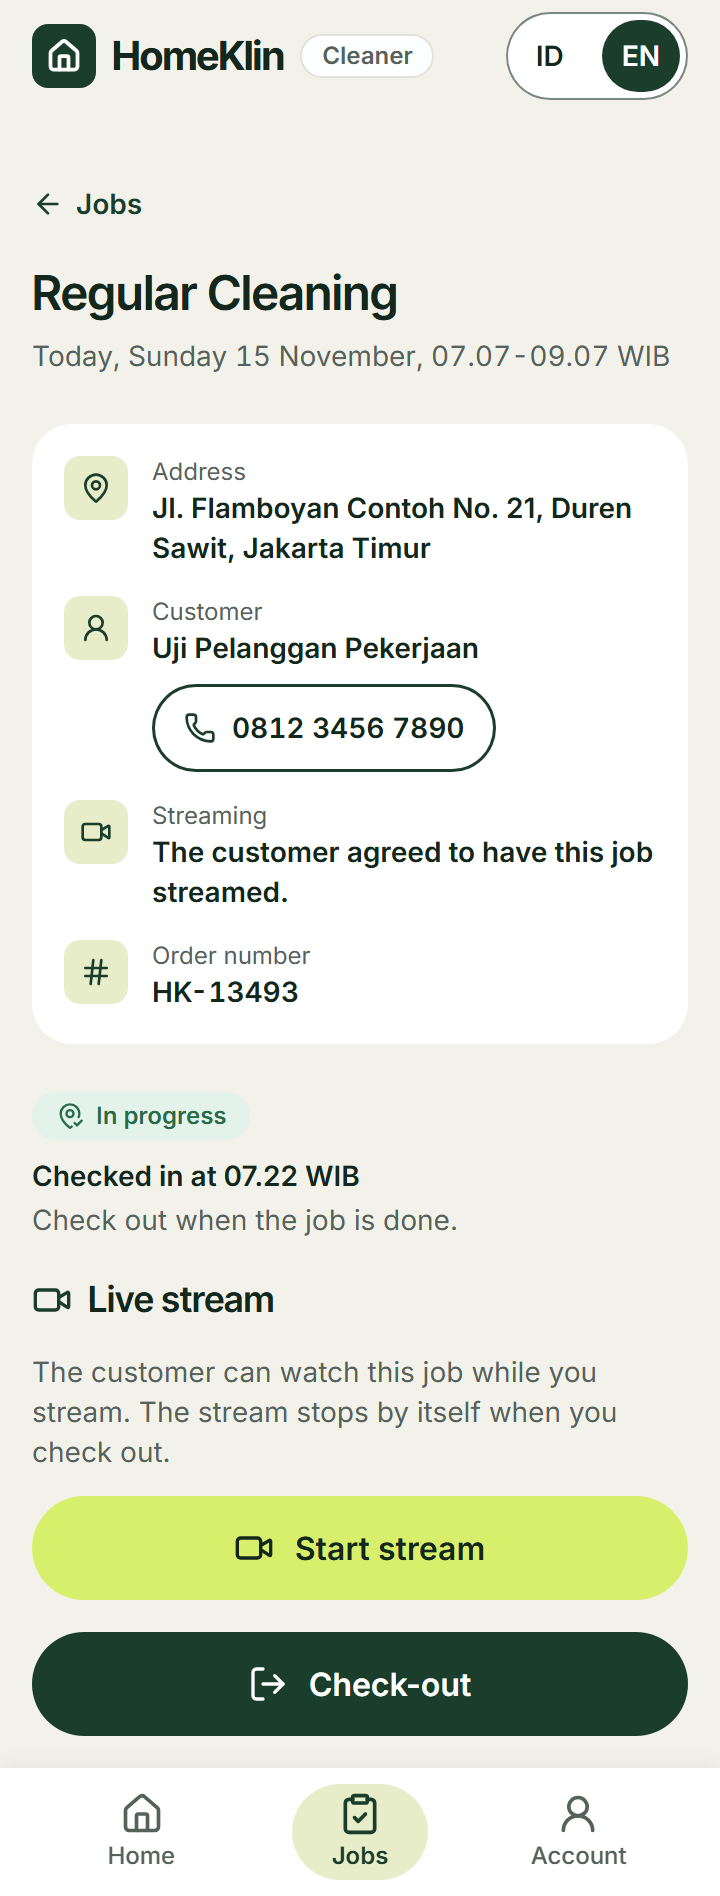 HomeKlin
Cleaner
ID
EN
Jobs
Regular Cleaning
Today, Sunday 15 November, 07.07-09.07 WIB
Address
Jl. Flamboyan Contoh No. 21, Duren
Sawit, Jakarta Timur
Customer
Uji Pelanggan Pekerjaan
0812 3456 7890
Streaming
The customer agreed to have this job
streamed.
Order number
HK-13493
In progress
Checked in at 07.22 WIB
Check out when the job is done.
Live stream
The customer can watch this job while you
stream. The stream stops by itself when you
check out.
Start stream
Check-out
Home
Jobs
Account